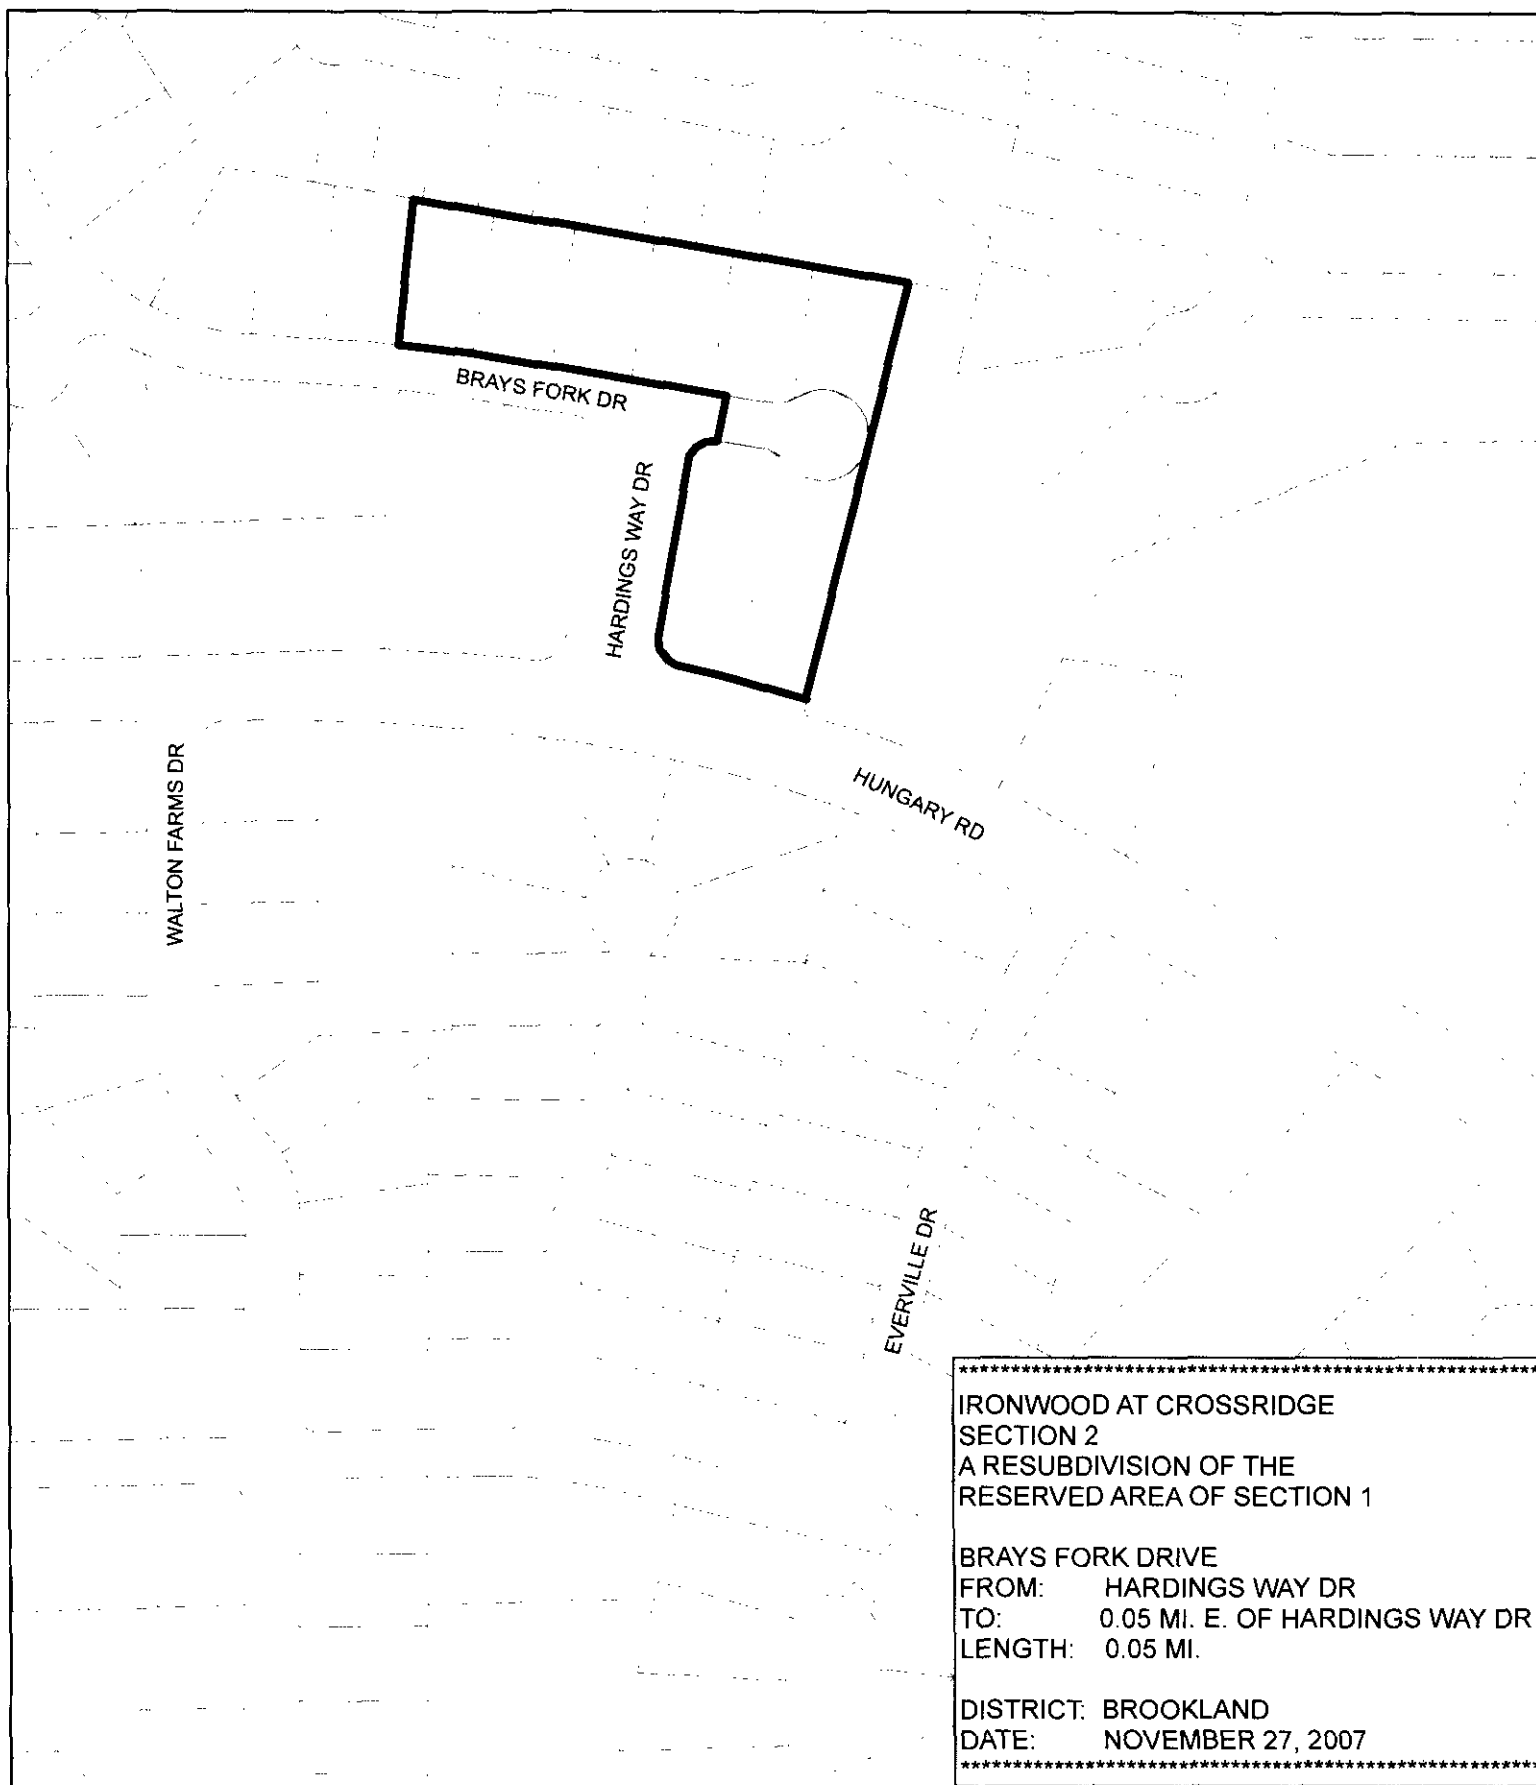 BRAYS FORK DR
HARDINGS WAY DR
WALTON FARMS DR
HUNGARY RD
EVERVILLE DR
*********************************************************
IRONWOOD AT CROSSRIDGE
SECTION 2
A RESUBDIVISION OF THE
RESERVED AREA OF SECTION 1
BRAYS FORK DRIVE
FROM: HARDINGS WAY DR
TO: 0.05 MI. E. OF HARDINGS WAY DR
LENGTH: 0.05 MI.
DISTRICT: BROOKLAND
DATE: NOVEMBER 27, 2007
*********************************************************